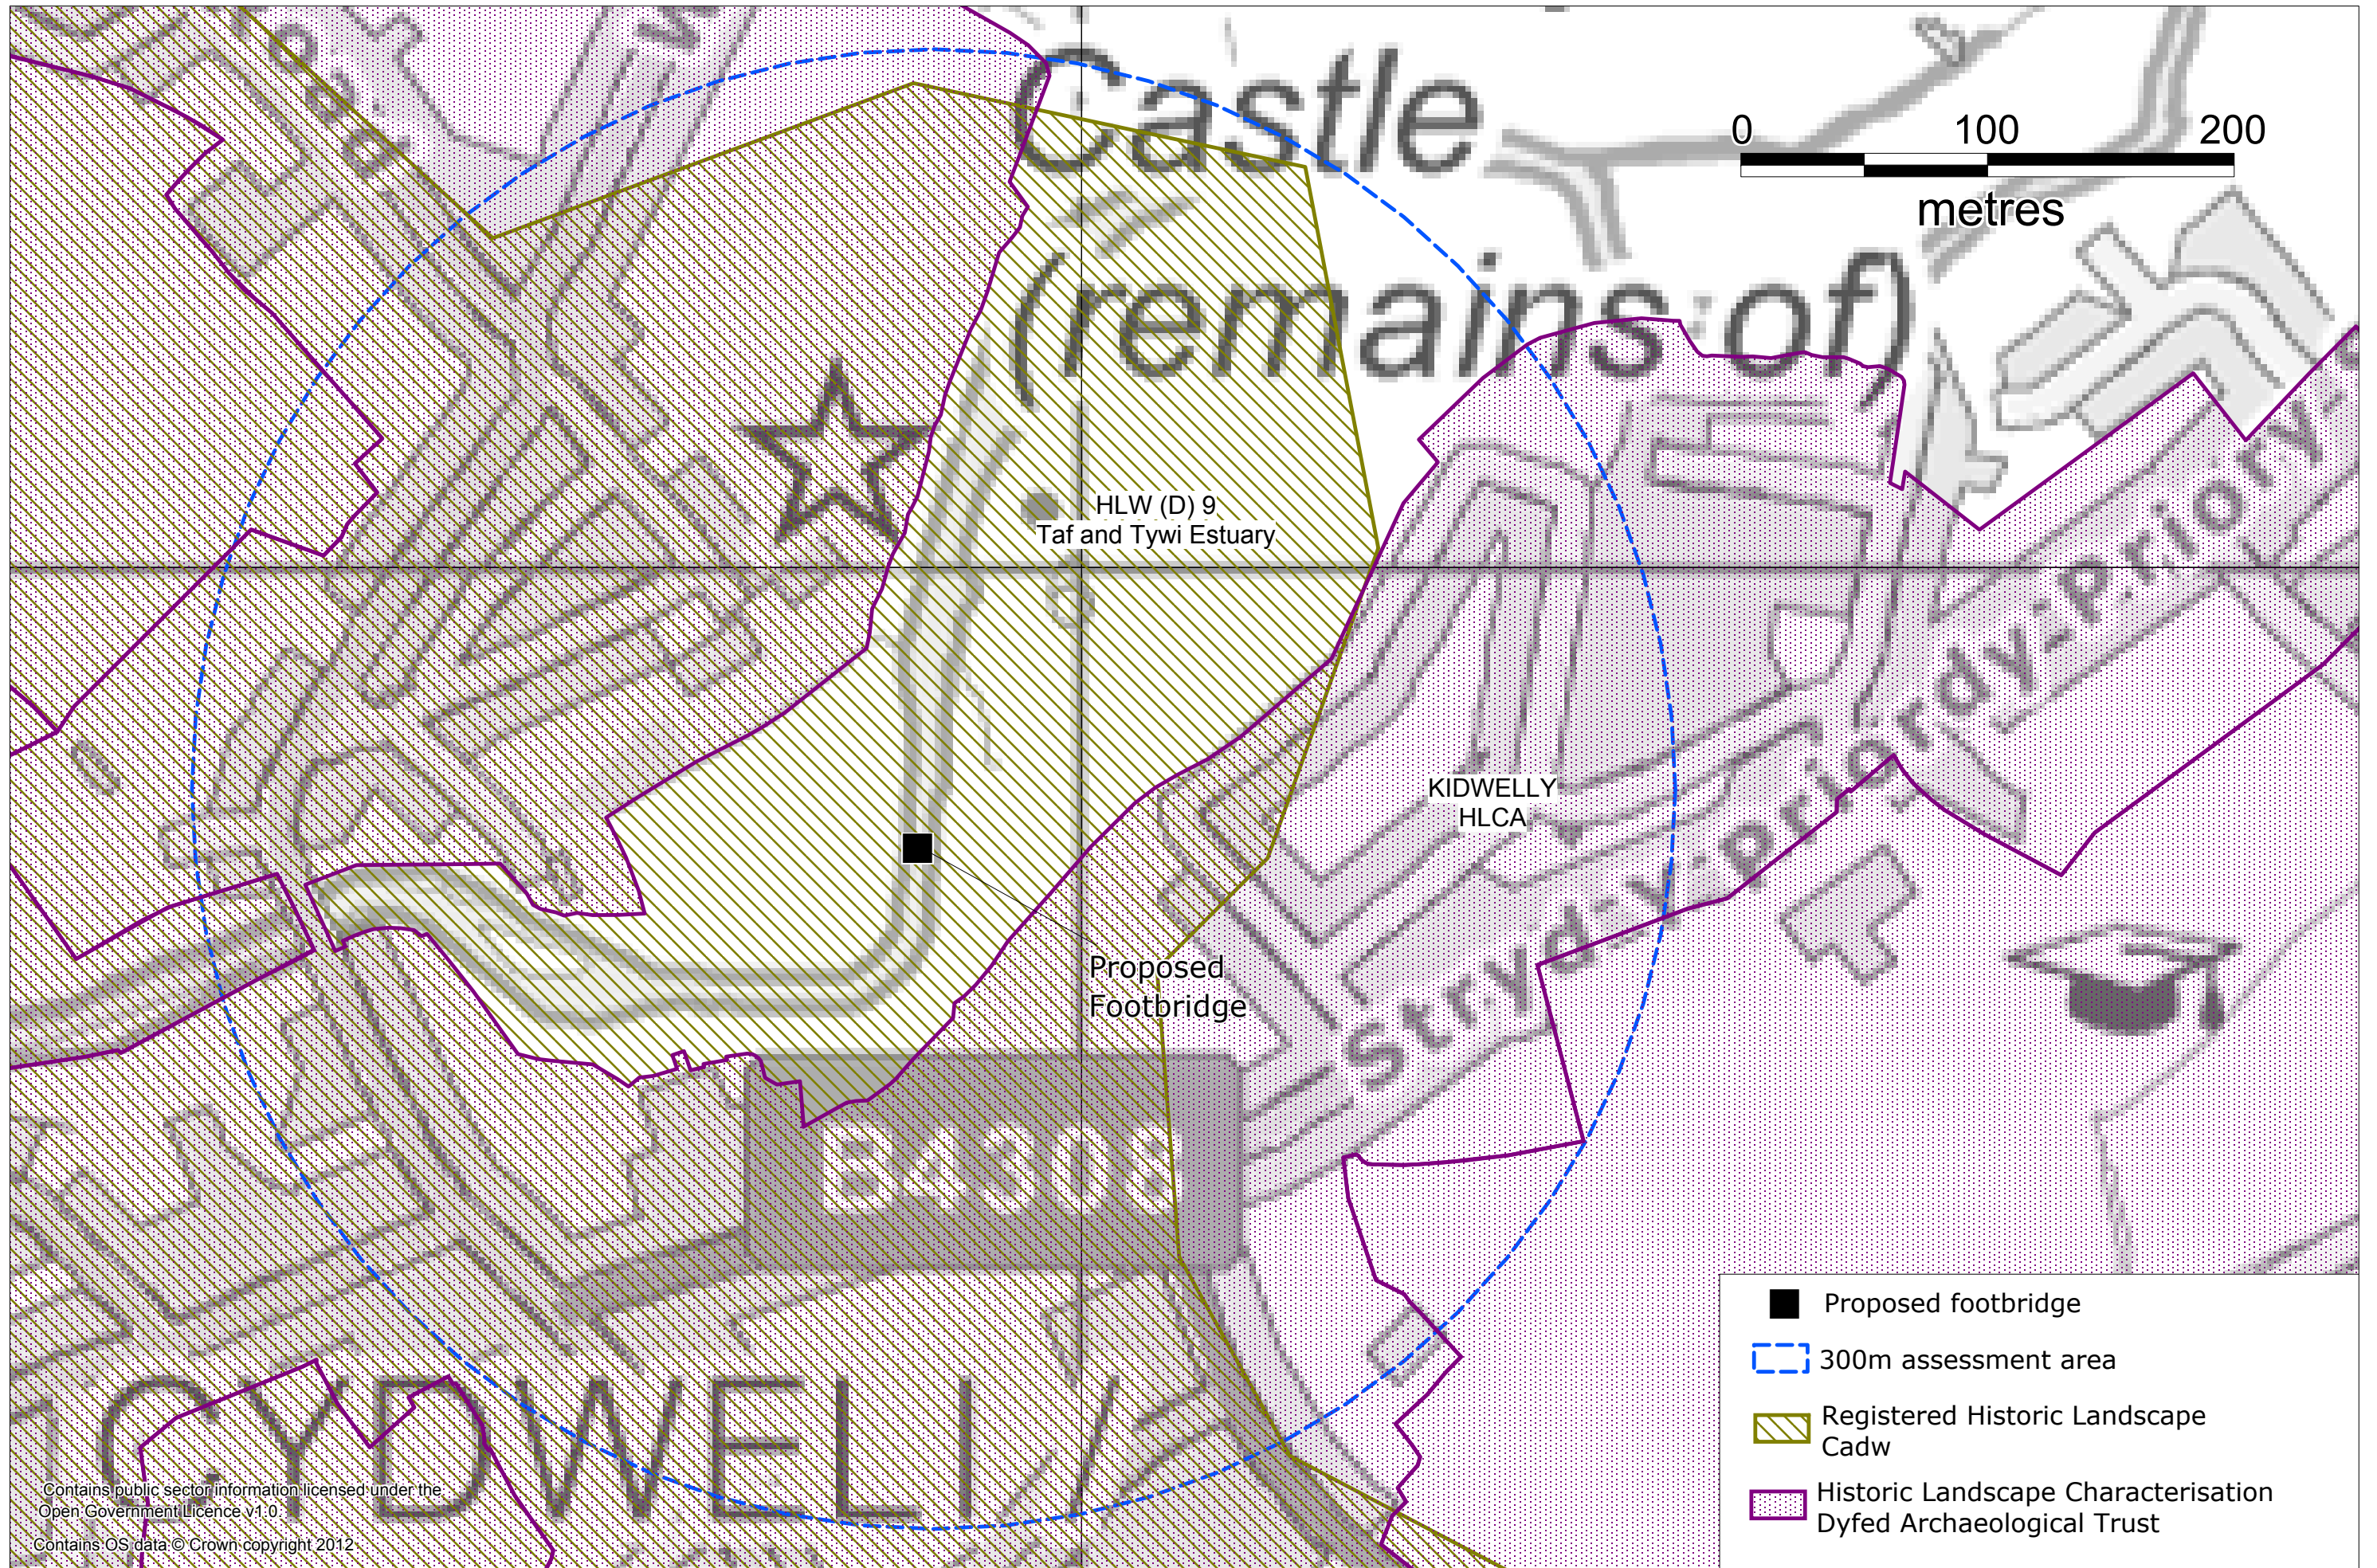 Castle
(remains of)
0 100 200
metres
HLW (D) 9
Taf and Tywi Estuary
KIDWELLY
HLCA
Stryd-y-Priordy-Priory-
Proposed
Footbridge
CYDWELI /
Proposed footbridge
300m assessment area
Registered Historic Landscape
Cadw
Historic Landscape Characterisation
Dyfed Archaeological Trust
Contains public sector information licensed under the
Open Government Licence v1.0.
Contains OS data © Crown copyright 2012